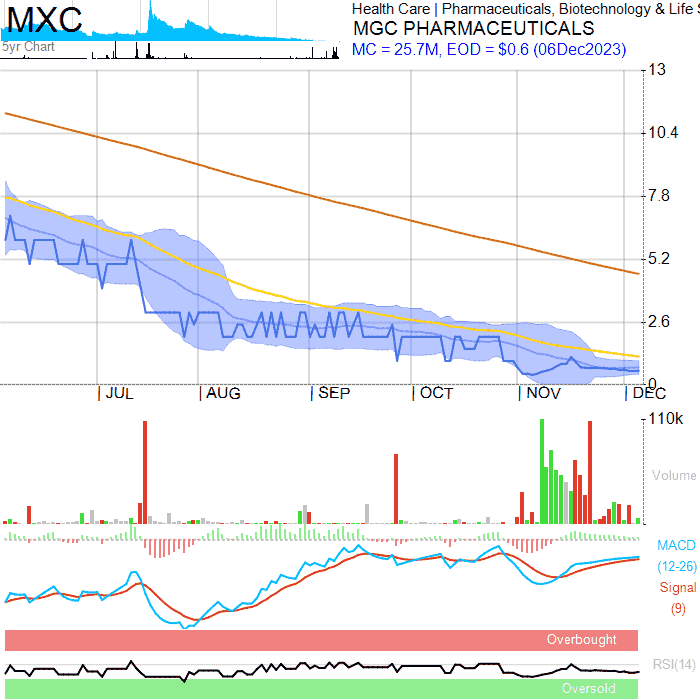 MXC
5yr Chart
Health Care | Pharmaceuticals, Biotechnology & Life S
MGC PHARMACEUTICALS
MC = 25.7M, EOD = $0.6 (06Dec2023)
13
10.4
7.8
5.2
2.6
0
JUL AUG SEP OCT NOV DEC
110k
Volume
MACD
(12-26)
Signal
(9)
Overbought
RSI(14)
Oversold